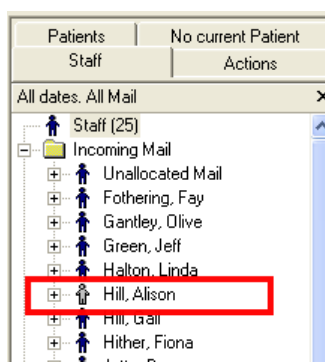 Patients No current Patient
Staff Actions
All dates. All Mail x
Staff (25)
Incoming Mail
Unallocated Mail
Fothering, Fay
Gantley, Olive
Green, Jeff
Halton, Linda
Hill, Alison
Hill, Gail
Hither, Fiona